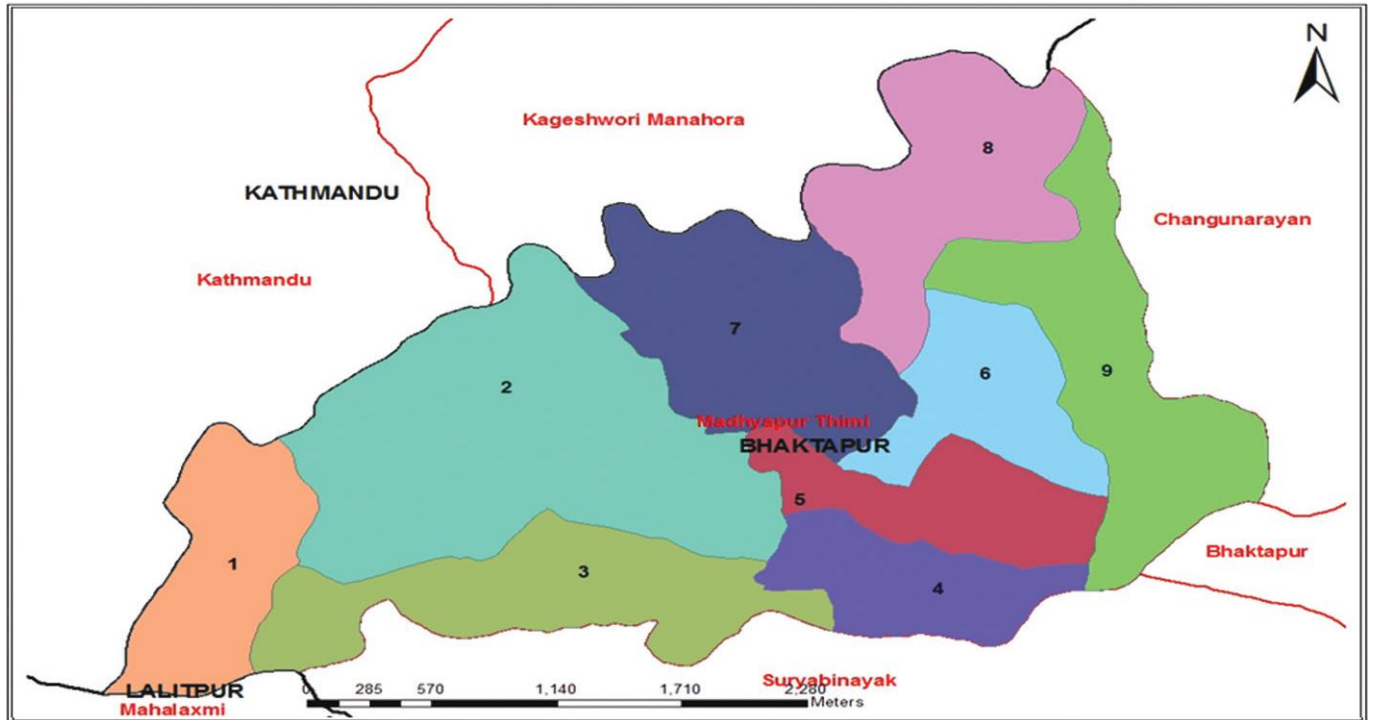 N
Kageshwori Manahora
8
KATHMANDU
Changunarayan
Kathmandu
7
2
6
9
Madhyapur Thimi
BHAKTAPUR
5
Bhaktapur
1
3
4
Suryabinayak
LALITPUR
0 285 570 1,140 1,710 2,280
Meters
Mahalaxmi